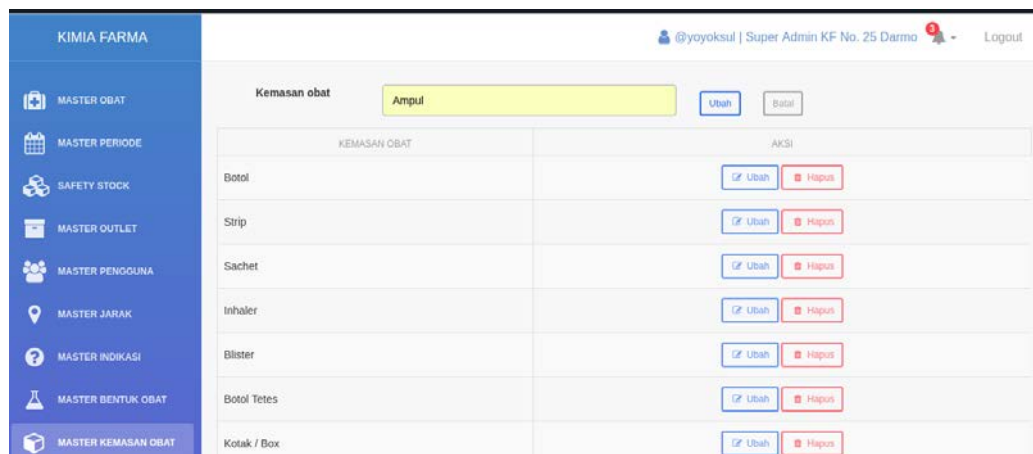 KIMIA FARMA
@yoyoksul | Super Admin KF No. 25 Darmo 3 Logout
MASTER OBAT
MASTER PERIODE
SAFETY STOCK
MASTER OUTLET
MASTER PENGGUNA
MASTER JARAK
MASTER INDIKASI
MASTER BENTUK OBAT
MASTER KEMASAN OBAT
Kemasan obat Ampul Ubah Batal
KEMASAN OBAT AKSI
Botol Ubah Hapus
Strip Ubah Hapus
Sachet Ubah Hapus
Inhaler Ubah Hapus
Blister Ubah Hapus
Botol Tetes Ubah Hapus
Kotak / Box Ubah Hapus